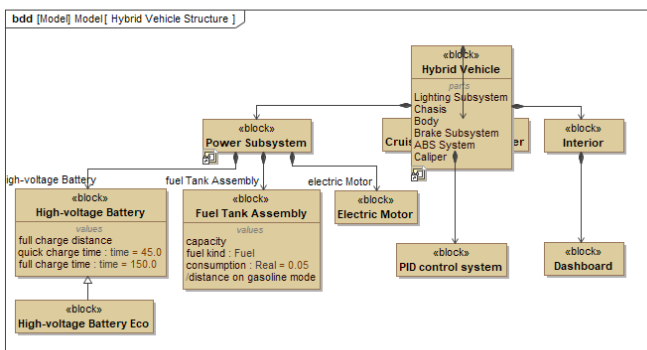 bdd [Model] Model[ Hybrid Vehicle Structure ]
«block»
Hybrid Vehicle
parts
Lighting Subsystem
Chasis
Body
Brake Subsystem
ABS System
Caliper
«block»
Power Subsystem
«block»
Interior
high-voltage Battery
fuel Tank Assembly
electric Motor
«block»
High-voltage Battery
values
full charge distance
quick charge time : time = 45.0
full charge time : time = 150.0
«block»
Fuel Tank Assembly
values
capacity
fuel kind : Fuel
consumption : Real = 0.05
/distance on gasoline mode
«block»
Electric Motor
«block»
PID control system
«block»
Dashboard
«block»
High-voltage Battery Eco